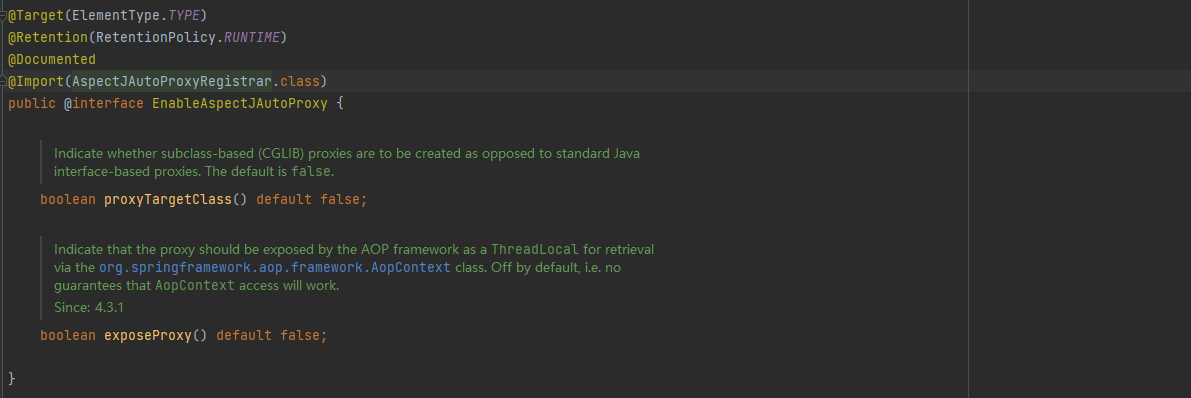 @Target(ElementType.TYPE)
@Retention(RetentionPolicy.RUNTIME)
@Documented
@Import(AspectJAutoProxyRegistrar.class)
public @interface EnableAspectJAutoProxy {
Indicate whether subclass-based (CGLIB) proxies are to be created as opposed to standard Java
interface-based proxies. The default is false.
boolean proxyTargetClass() default false;
Indicate that the proxy should be exposed by the AOP framework as a ThreadLocal for retrieval
via the org.springframework.aop.framework.AopContext class. Off by default, i.e. no
guarantees that AopContext access will work.
Since: 4.3.1
boolean exposeProxy() default false;
}